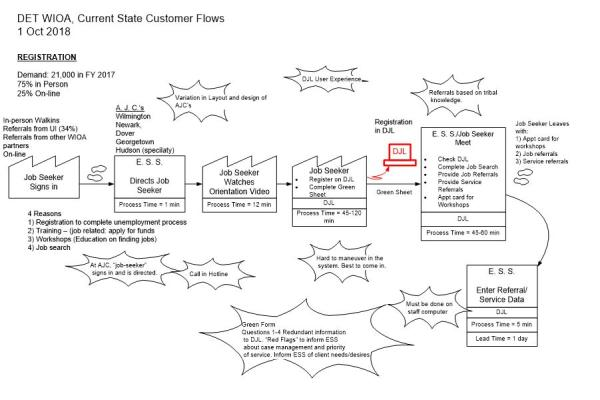 DET WIOA, Current State Customer Flows
1 Oct 2018
REGISTRATION
Demand: 21,000 in FY 2017
75% in Person
25% On-line
In-person Walkins
Referrals from UI (34%)
Referrals from other WIOA
partners
On-line
Job Seeker
Signs in
4 Reasons
1) Registration to complete unemployment process
2) Training – (job related: apply for funds
3) Workshops (Education on finding jobs)
4) Job search
A. J. C.'s
Wilmington
Newark,
Dover
Georgetown
Hudson (specilaty)
E. S. S.
Directs Job
Seeker
Process Time = 1 min
Variation in Layout and design of
AJC's
Job Seeker
Watches
Orientation Video
Process Time = 12 min
At AJC, "job-seeker"
signs in and is directed.
Call in Hotline
DJL User Experience
Job Seeker
• Register on DJL
• Complete Green
Sheet
DJL
Process Time = 45-120
min
Hard to maneuver in the
system. Best to come in.
Registration
in DJL
DJL
Green Sheet
Referrals based on tribal
knowledge.
E. S. S./Job Seeker
Meet
• Check DJL
• Complete Job Search
• Provide Job Referrals
• Provide Service
Referrals
• Appt card for
Workshops
DJL
Process Time = 45-60 min
Job Seeker Leaves
with:
1) Appt card for
workshops
2) Job referrals
3) Service referrals
E. S. S.
Enter Referral/
Service Data
DJL
Process Time = 5 min
Lead Time = 1 day
Must be done on
staff computer
Green Form
Questions 1-4 Redundant information
to DJL. "Red Flags" to inform ESS
about case management and priority
of service. Inform ESS of client needs/desires